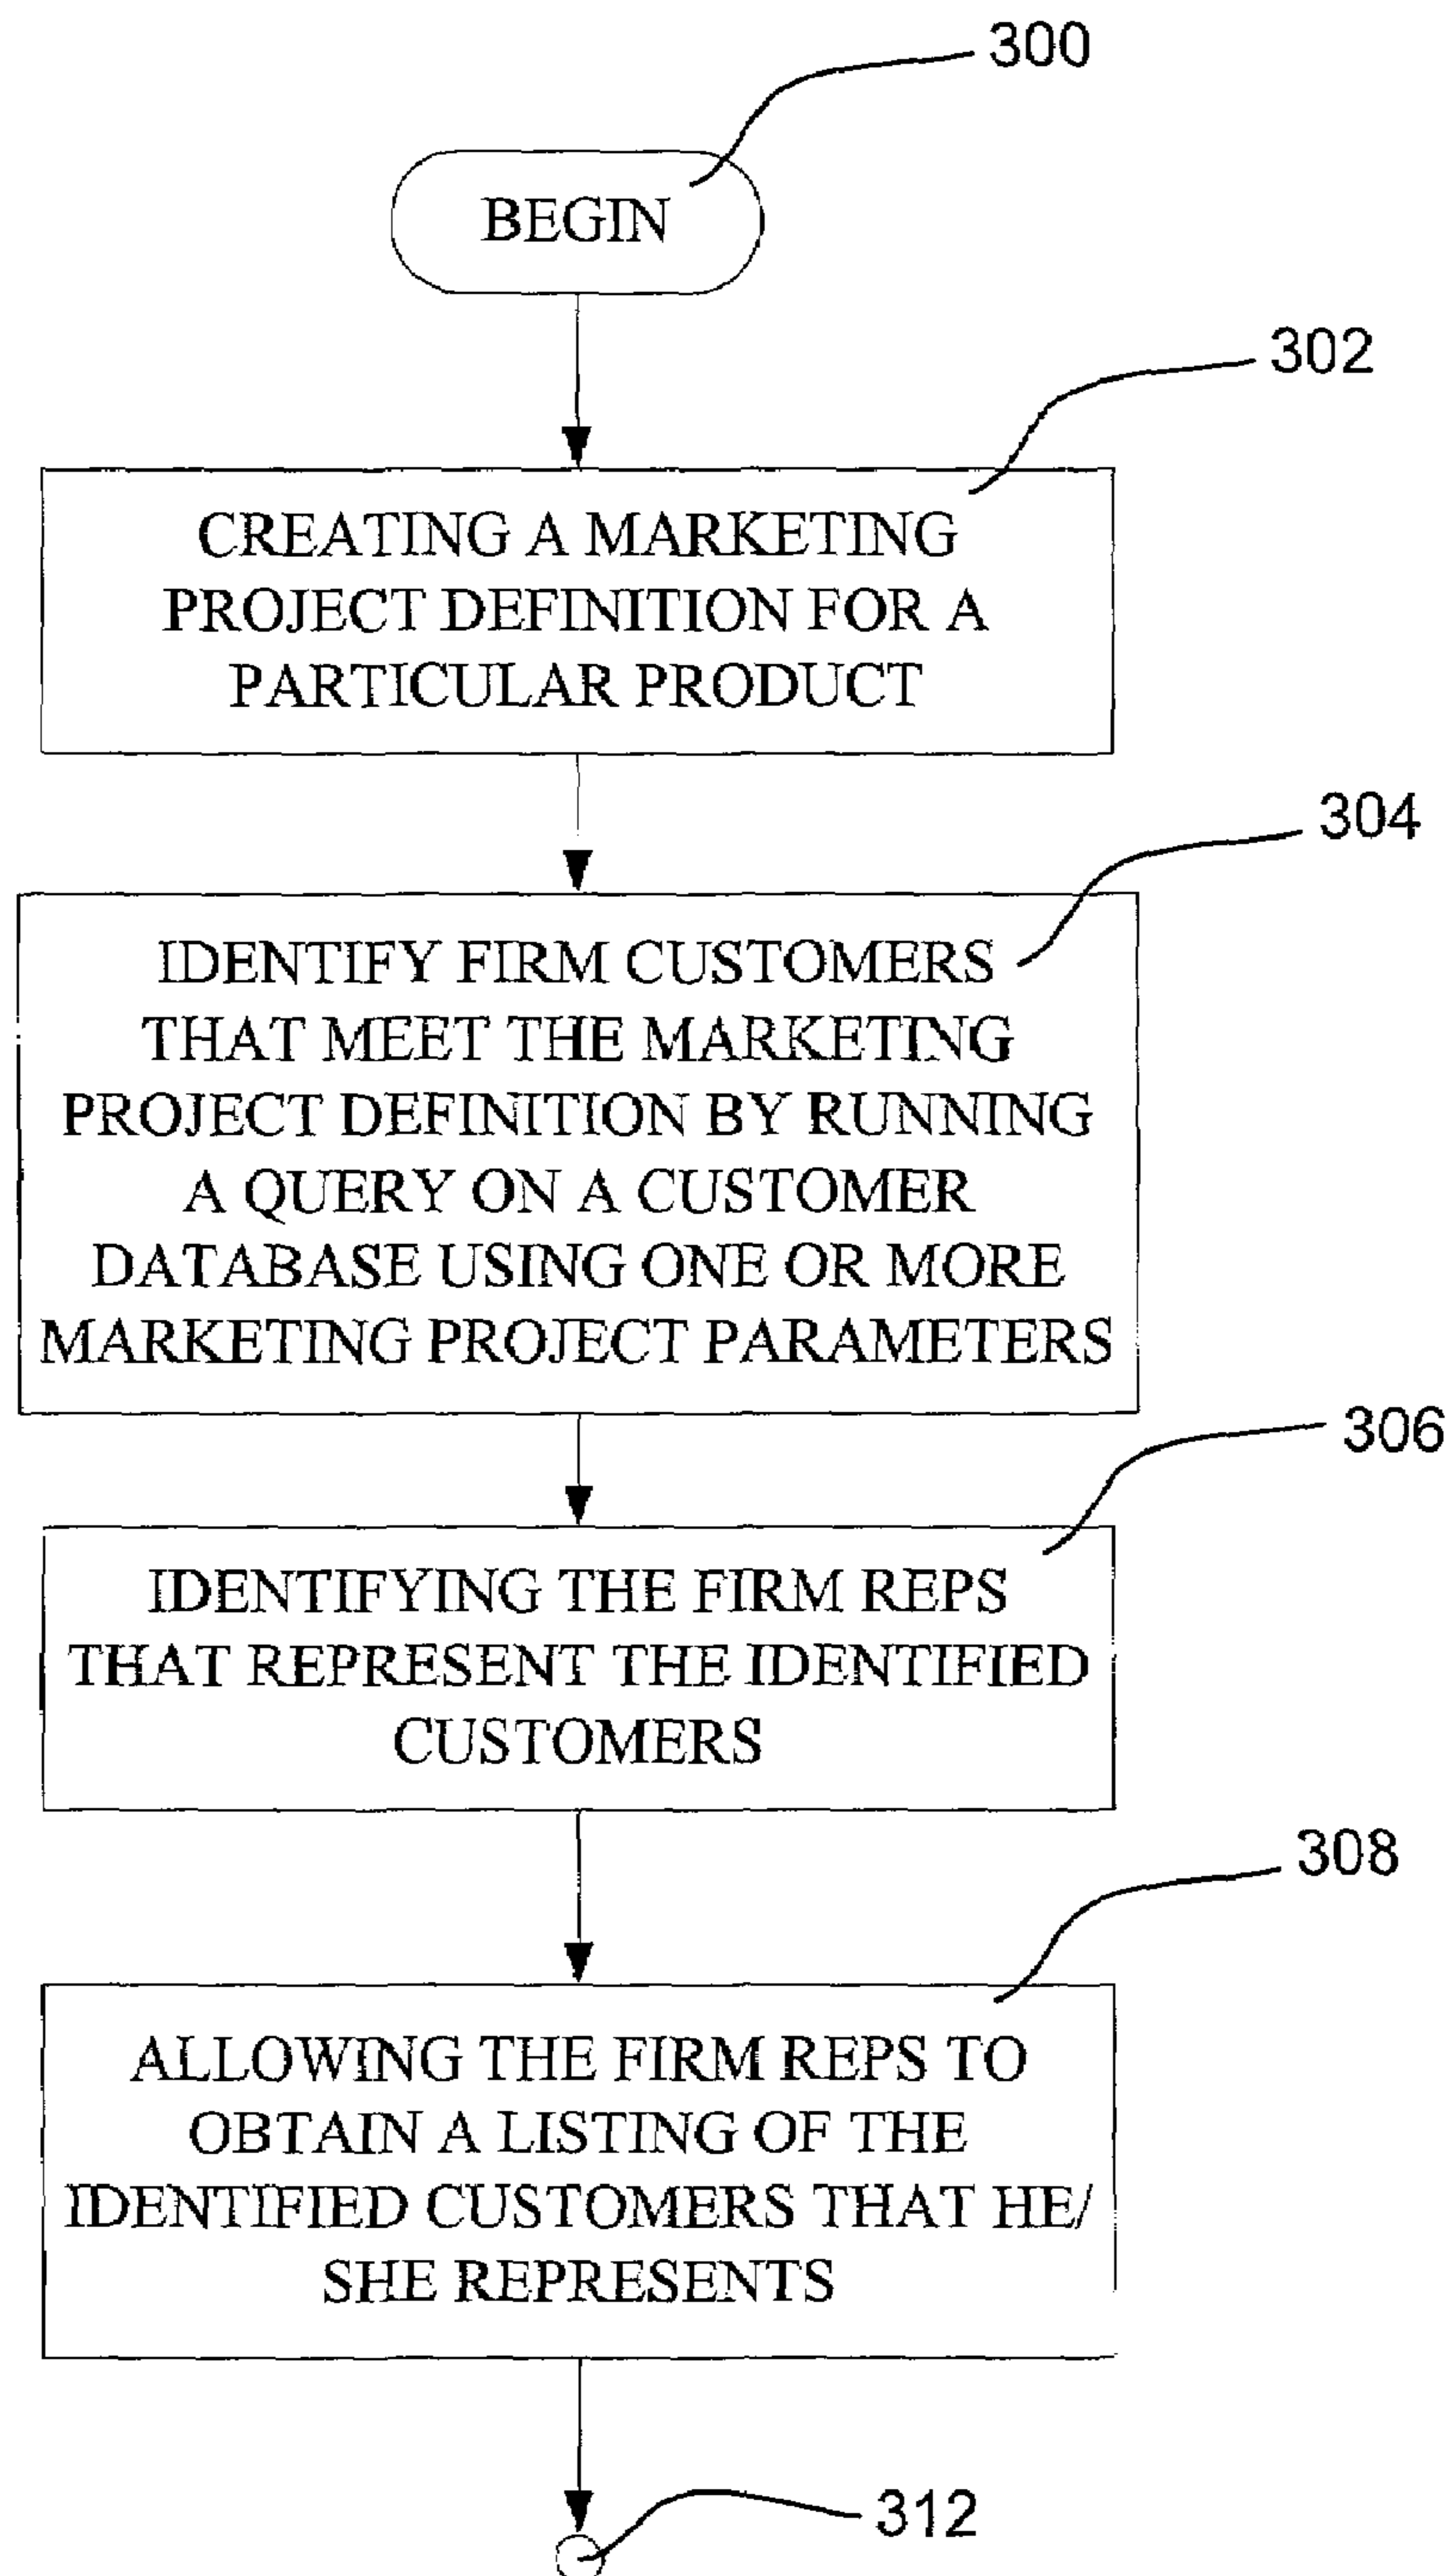 300
BEGIN
302
CREATING A MARKETING
PROJECT DEFINITION FOR A
PARTICULAR PRODUCT
304
IDENTIFY FIRM CUSTOMERS
THAT MEET THE MARKETING
PROJECT DEFINITION BY RUNNING
A QUERY ON A CUSTOMER
DATABASE USING ONE OR MORE
MARKETING PROJECT PARAMETERS
306
IDENTIFYING THE FIRM REPS
THAT REPRESENT THE IDENTIFIED
CUSTOMERS
308
ALLOWING THE FIRM REPS TO
OBTAIN A LISTING OF THE
IDENTIFIED CUSTOMERS THAT HE/
SHE REPRESENTS
312